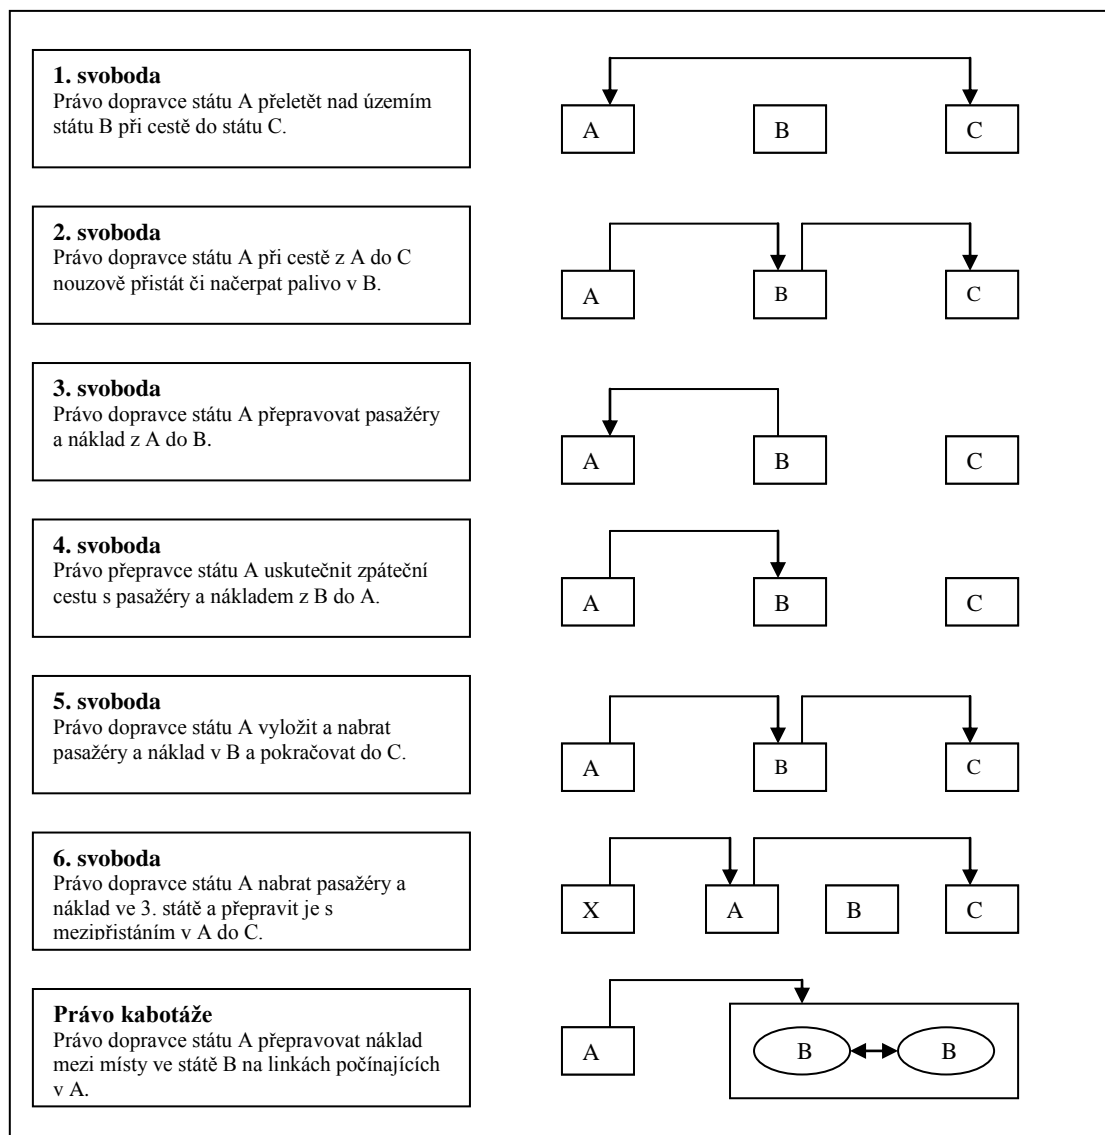 1. svoboda
Právo dopravce státu A přeletět nad územím
státu B při cestě do státu C.
A B C
2. svoboda
Právo dopravce státu A při cestě z A do C
nouzově přistát či načerpat palivo v B.
A B C
3. svoboda
Právo dopravce státu A přepravovat pasažéry
a náklad z A do B.
A B C
4. svoboda
Právo přepravce státu A uskutečnit zpáteční
cestu s pasažéry a nákladem z B do A.
A B C
5. svoboda
Právo dopravce státu A vyložit a nabrat
pasažéry a náklad v B a pokračovat do C.
A B C
6. svoboda
Právo dopravce státu A nabrat pasažéry a
náklad ve 3. státě a přepravit je s
mezipřistáním v A do C.
X A B C
Právo kabotáže
Právo dopravce státu A přepravovat náklad
mezi místy ve státě B na linkách počínajících
v A.
A B B